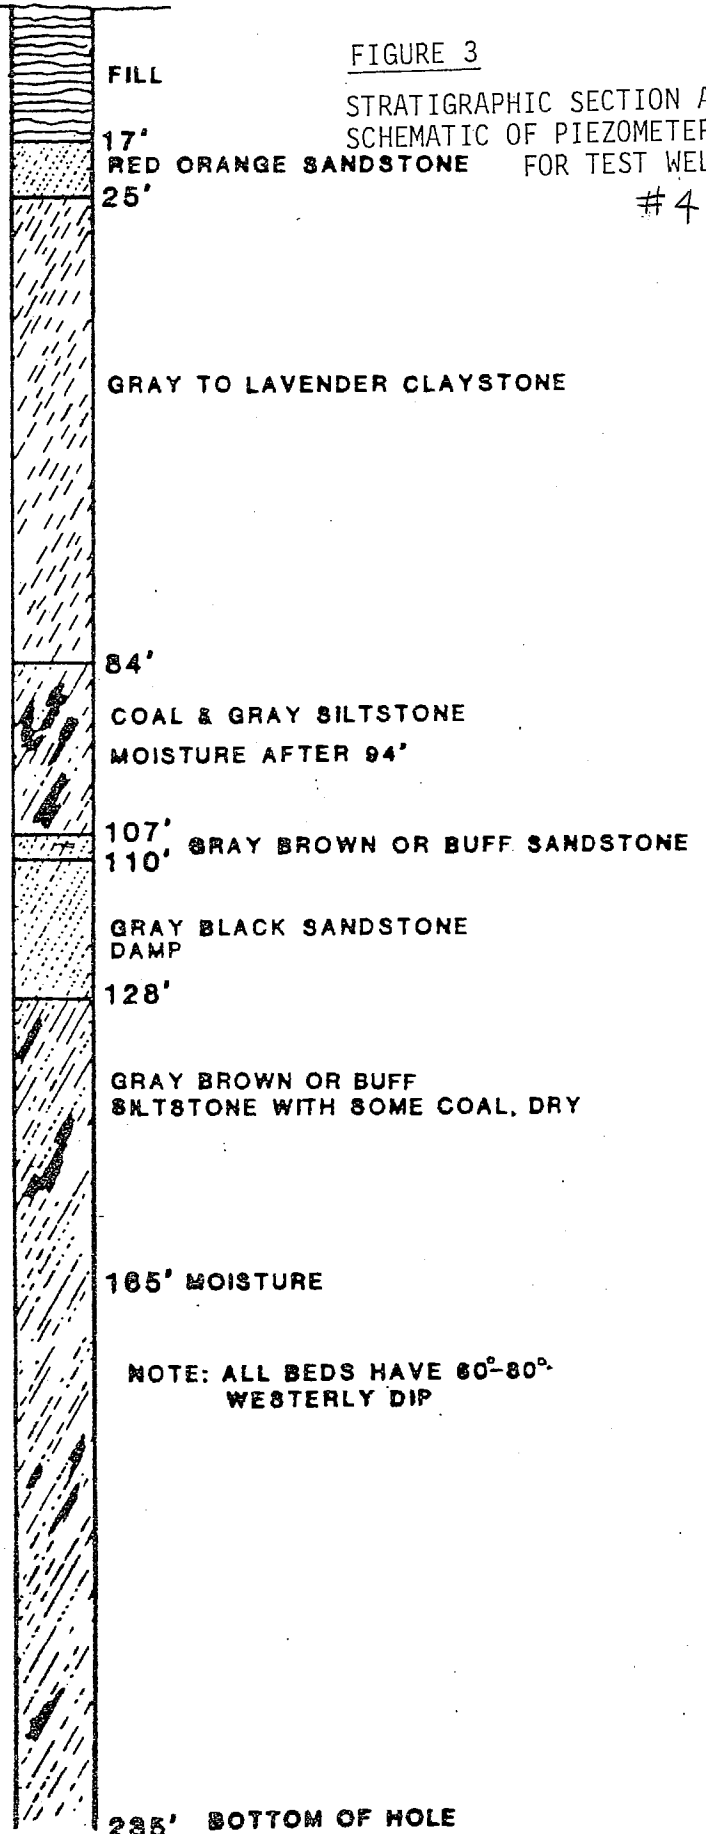 FIGURE 3
STRATIGRAPHIC SECTION A
SCHEMATIC OF PIEZOMETER
FOR TEST WEL
#4
FILL
17'
RED ORANGE SANDSTONE
25'
GRAY TO LAVENDER CLAYSTONE
84'
COAL & GRAY SILTSTONE
MOISTURE AFTER 94'
107'
GRAY BROWN OR BUFF SANDSTONE
110'
GRAY BLACK SANDSTONE
DAMP
128'
GRAY BROWN OR BUFF
SILTSTONE WITH SOME COAL, DRY
165' MOISTURE
NOTE: ALL BEDS HAVE 60°-80°
WESTERLY DIP
235' BOTTOM OF HOLE